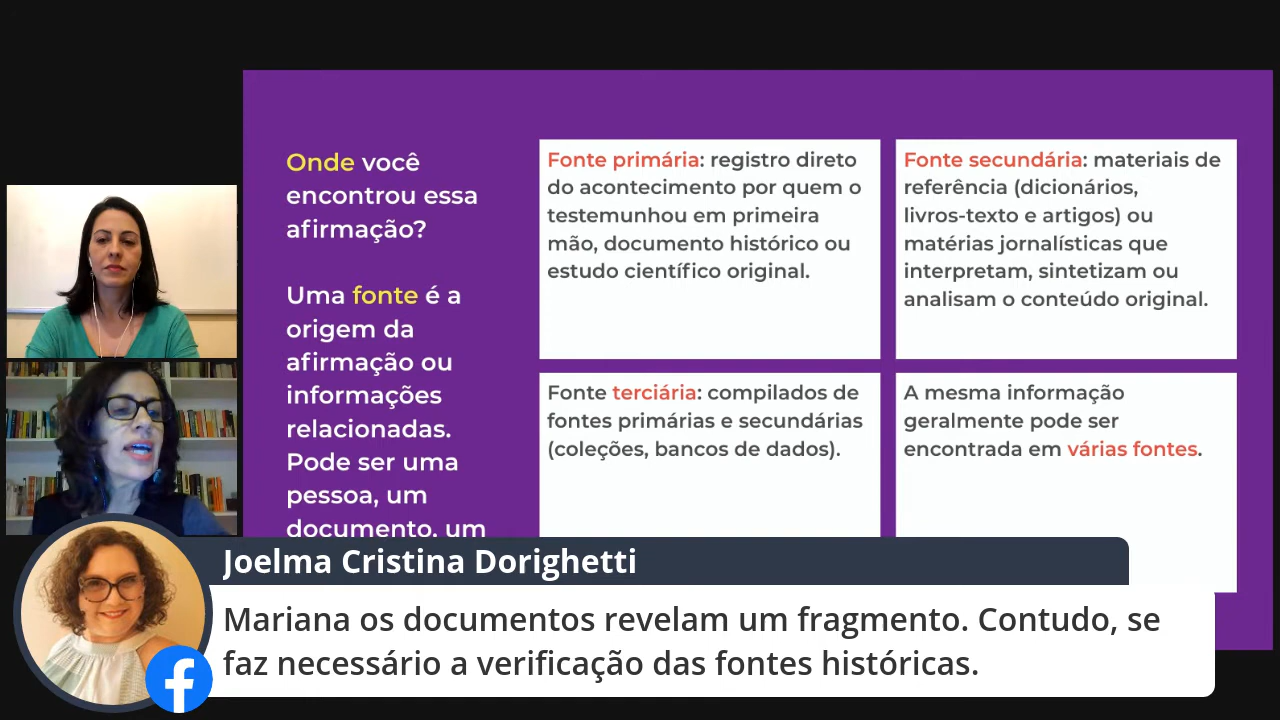 Onde você
encontrou essa
afirmação?
Uma fonte é a
origem da
afirmação ou
informações
relacionadas.
Pode ser uma
pessoa, um
documento, um
Fonte primária: registro direto
do acontecimento por quem o
testemunhou em primeira
mão, documento histórico ou
estudo científico original.
Fonte secundária: materiais de
referência (dicionários,
livros-texto e artigos) ou
matérias jornalísticas que
interpretam, sintetizam ou
analisam o conteúdo original.
Fonte terciária: compilados de
fontes primárias e secundárias
(coleções, bancos de dados).
A mesma informação
geralmente pode ser
encontrada em várias fontes.
Joelma Cristina Dorighetti
Mariana os documentos revelam um fragmento. Contudo, se
faz necessário a verificação das fontes históricas.